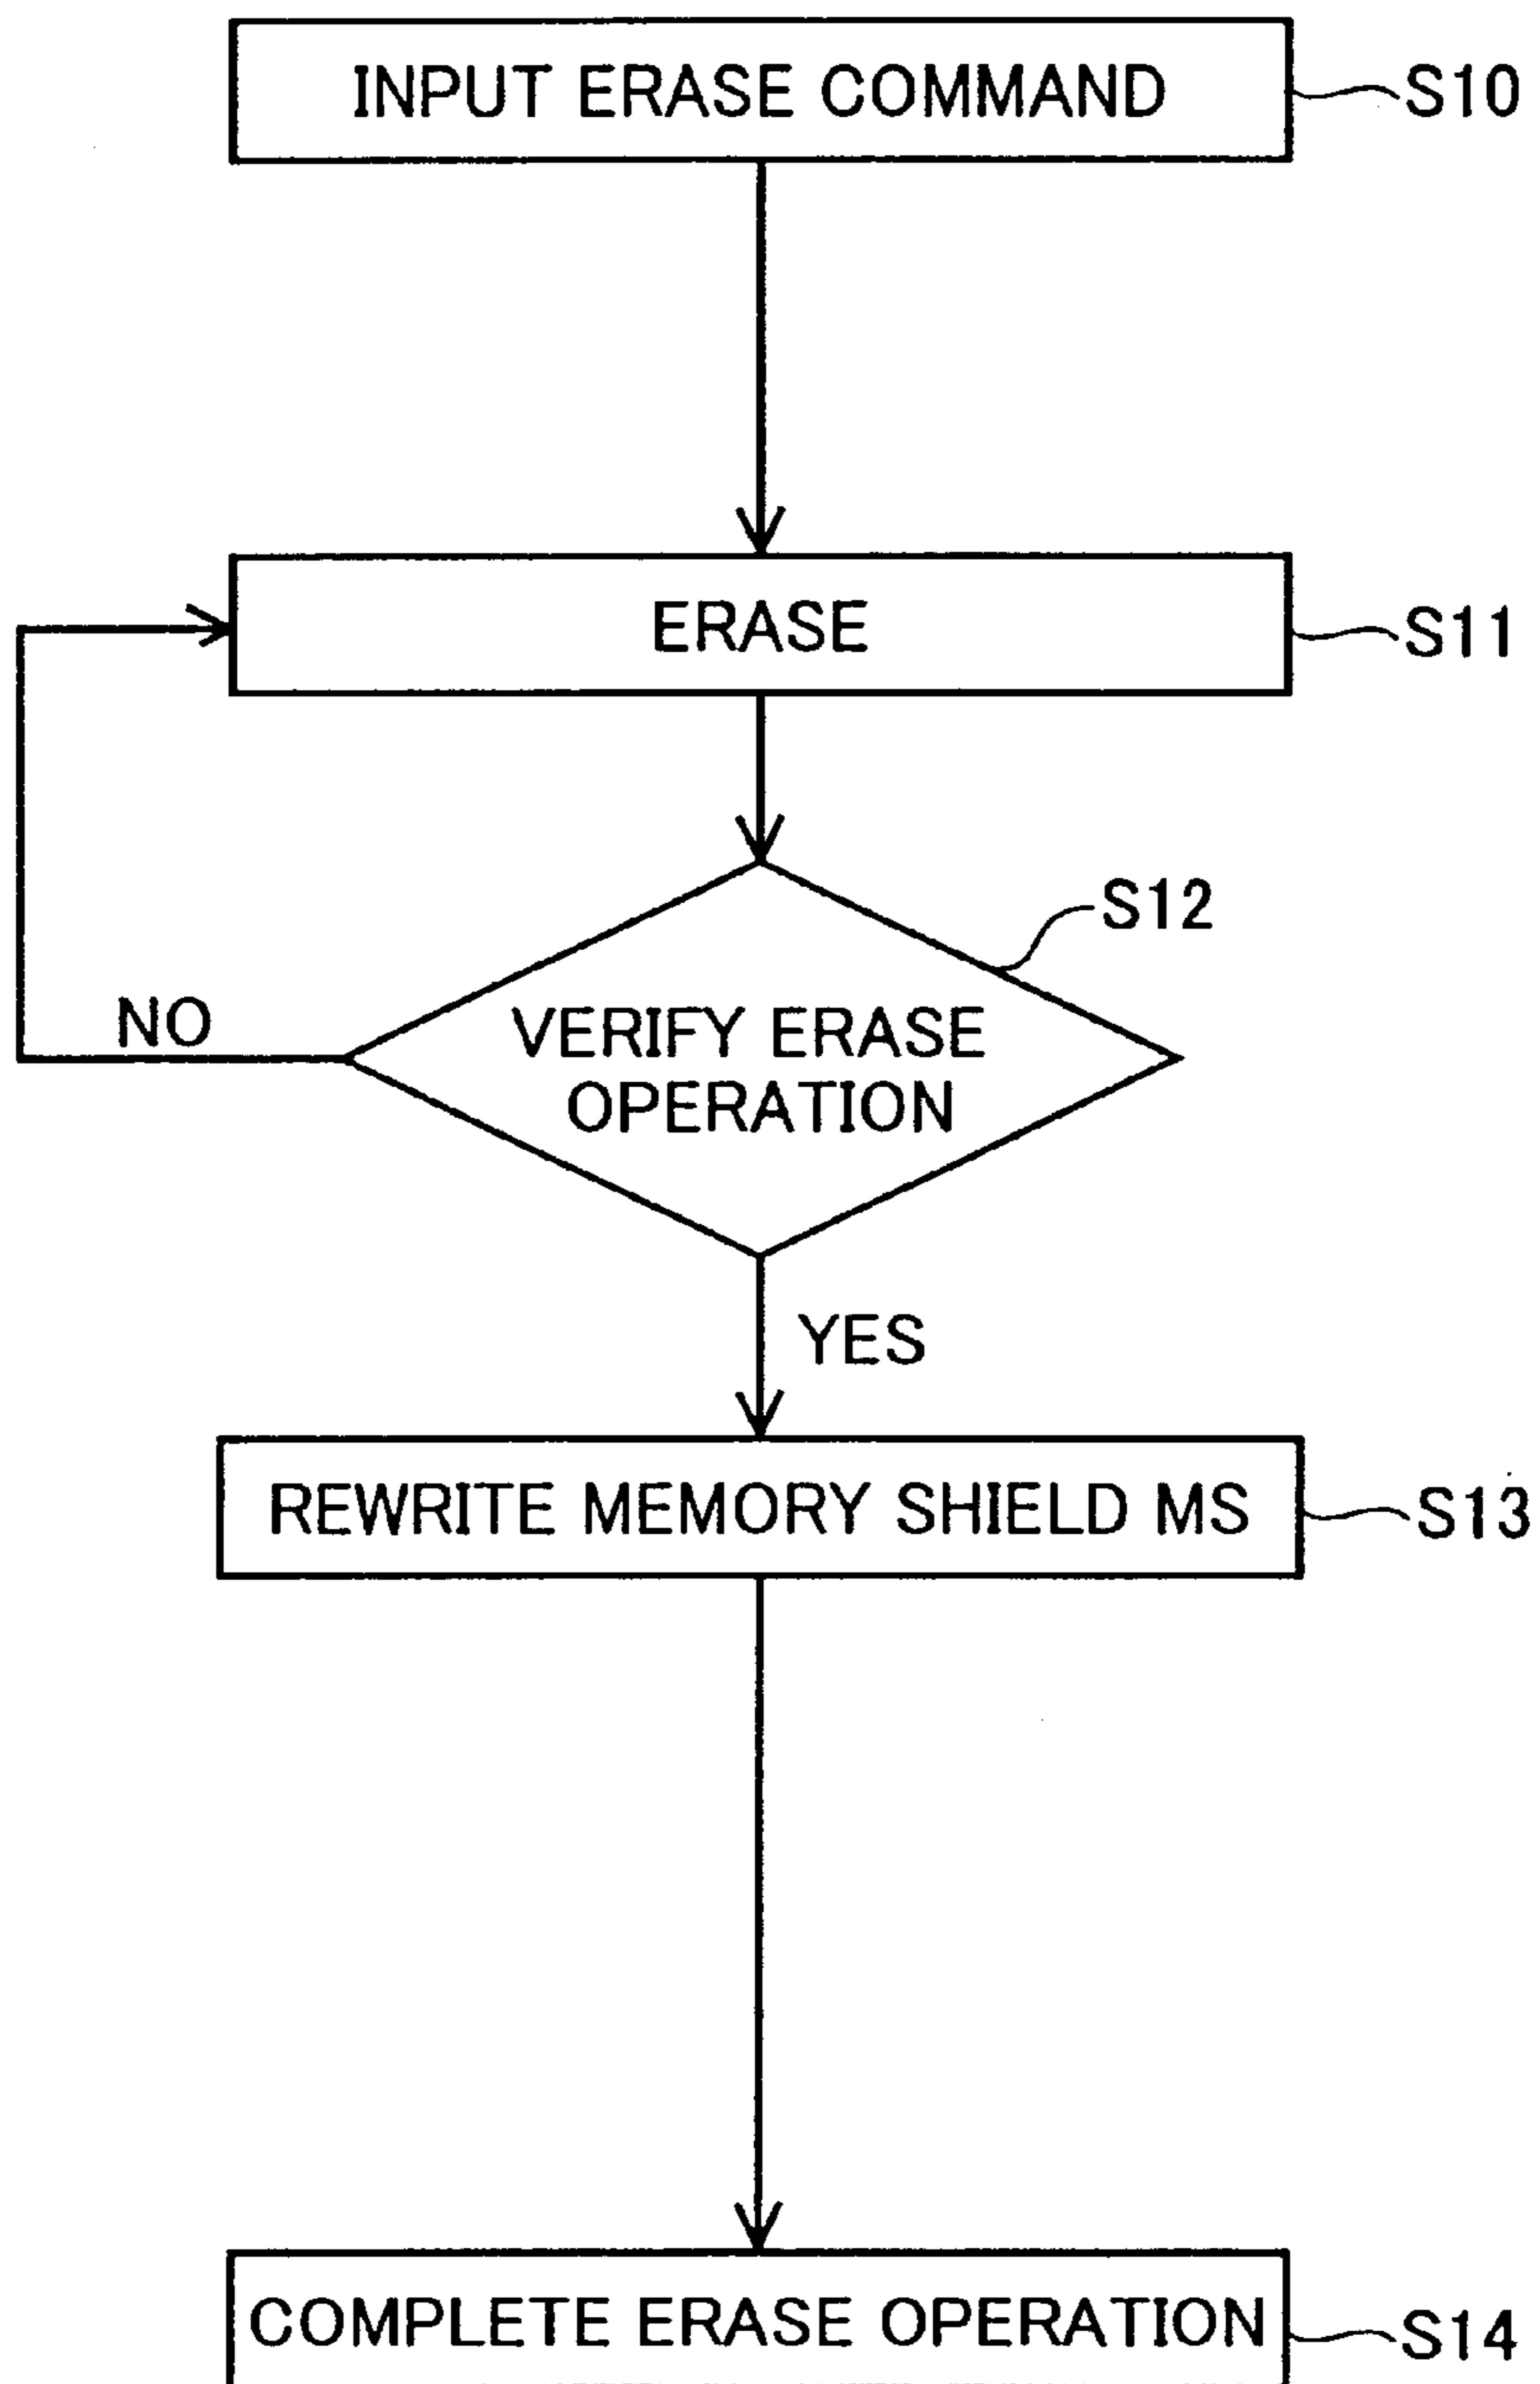 INPUT ERASE COMMAND
S10
ERASE
S11
S12
NO
VERIFY ERASE
OPERATION
YES
REWRITE MEMORY SHIELD MS
S13
COMPLETE ERASE OPERATION
S14